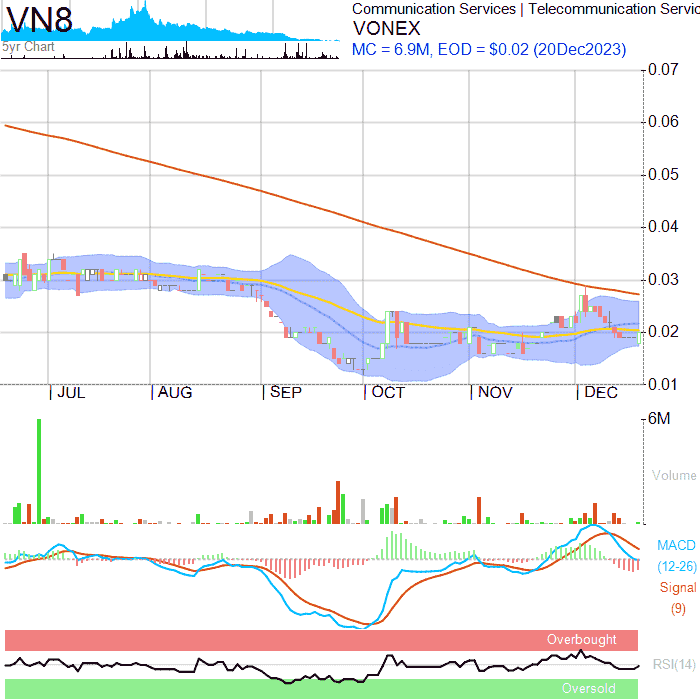 VN8
5yr Chart
Communication Services | Telecommunication Servic
VONEX
MC = 6.9M, EOD = $0.02 (20Dec2023)
0.07
0.06
0.05
0.04
0.03
0.02
0.01
JUL AUG SEP OCT NOV DEC
6M
Volume
MACD
(12-26)
Signal
(9)
Overbought
RSI(14)
Oversold